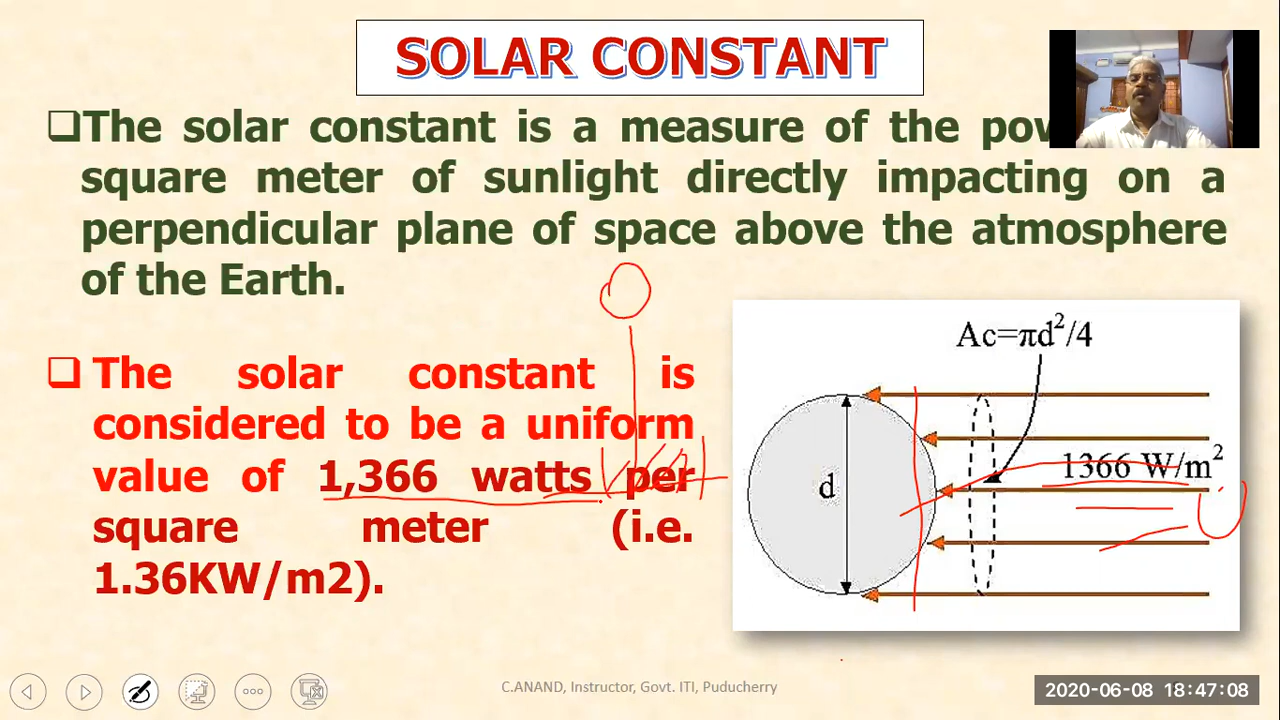 SOLAR CONSTANT
❑The solar constant is a measure of the
square meter of sunlight directly impacting on a
perpendicular plane of space above the atmosphere
of the Earth.
❑ The solar constant is
considered to be a uniform
value of 1,366 watts per
square meter (i.e.
1.36KW/m2).
Ac=πd²/4
d
1366 W/m²
C.ANAND, Instructor, Govt. ITI, Puducherry
2020-06-08 18:47:08